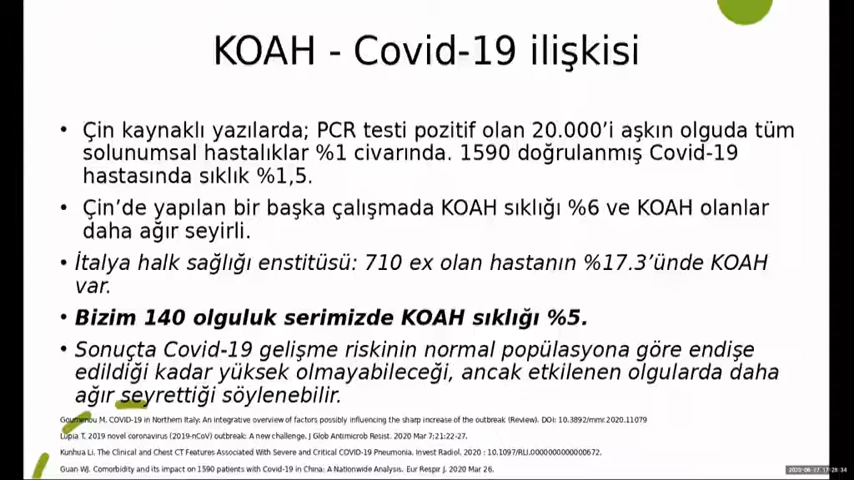 KOAH - Covid-19 ilişkisi
• Çin kaynaklı yazılarda; PCR testi pozitif olan 20.000’i aşkın olguda tüm
solunumsal hastalıklar %1 civarında. 1590 doğrulanmış Covid-19
hastasında sıklık %1,5.
• Çin’de yapılan bir başka çalışmada KOAH sıklığı %6 ve KOAH olanlar
daha ağır seyirli.
• İtalya halk sağlığı enstitüsü: 710 ex olan hastanın %17.3’ünde KOAH
var.
• Bizim 140 olguluk serimizde KOAH sıklığı %5.
• Sonuçta Covid-19 gelişme riskinin normal popülasyona göre endişe
edildiği kadar yüksek olmayabileceği, ancak etkilenen olgularda daha
ağır seyrettiği söylenebilir.
Goumenou M. COVID-19 in Northern Italy: An integrative overview of factors possibly influencing the sharp increase of the outbreak (Review). DOI: 10.3892/mmr.2020.11079
Lupia T. 2019 novel coronavirus (2019-nCoV) outbreak: A new challenge. J Glob Antimicrob Resist. 2020 Mar 7;21:22-27.
Kunhua Li. The Clinical and Chest CT Features Associated With Severe and Critical COVID-19 Pneumonia. Invest Radiol. 2020 : 10.1097/RLI.0000000000000672.
Guan WJ. Comorbidity and its impact on 1590 patients with Covid-19 in China: A Nationwide Analysis. Eur Respir J. 2020 Mar 26.